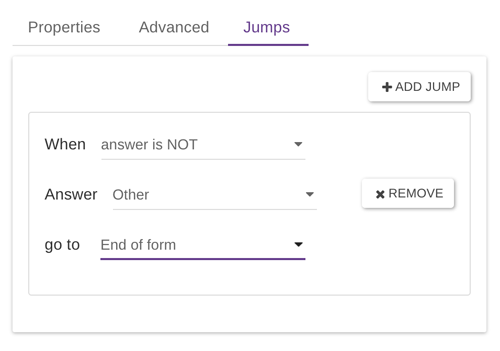 Properties Advanced Jumps
ADD JUMP
When answer is NOT
Answer Other REMOVE
go to End of form